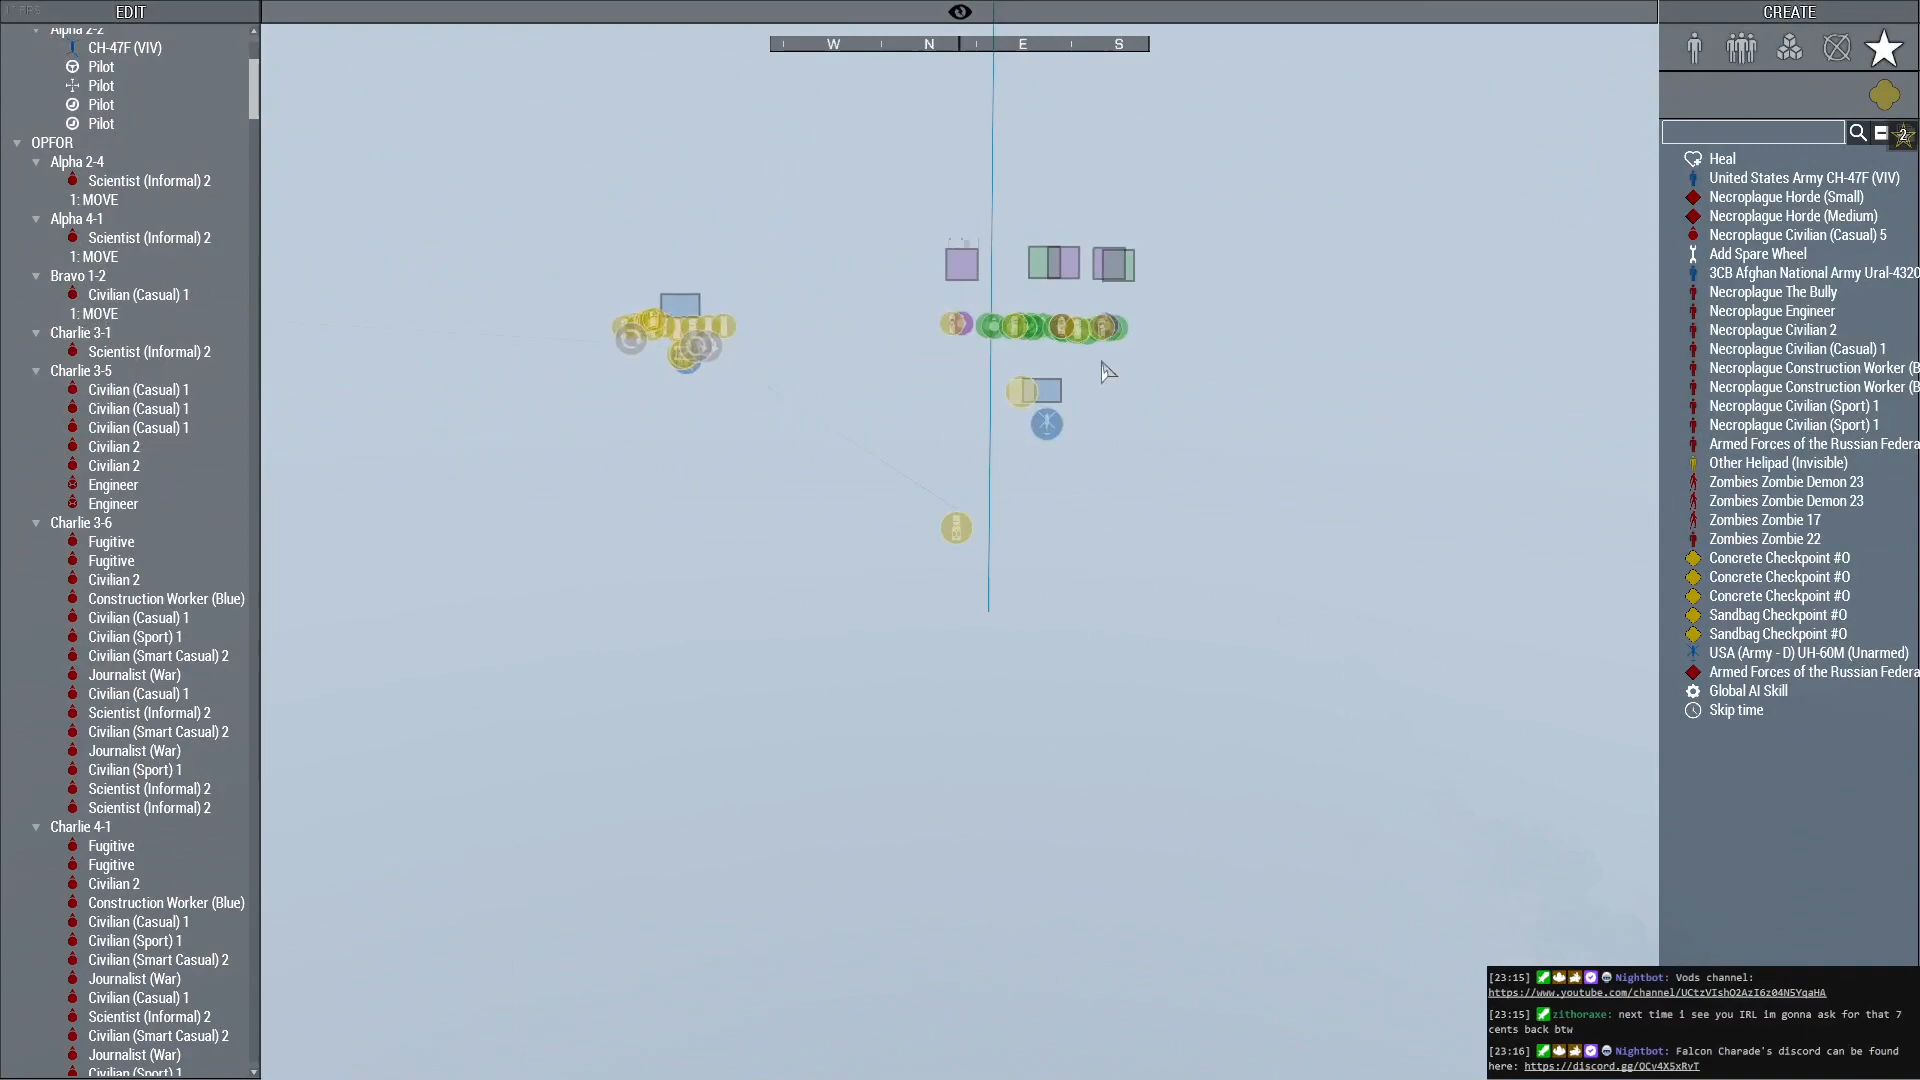 EDIT
Alpha 2-2
CH-47F (VIV)
Pilot
Pilot
Pilot
Pilot
OPFOR
Alpha 2-4
Scientist (Informal) 2
1: MOVE
Alpha 4-1
Scientist (Informal) 2
1: MOVE
Bravo 1-2
Civilian (Casual) 1
1: MOVE
Charlie 3-1
Scientist (Informal) 2
Charlie 3-5
Civilian (Casual) 1
Civilian (Casual) 1
Civilian (Casual) 1
Civilian 2
Civilian 2
Engineer
Engineer
Charlie 3-6
Fugitive
Fugitive
Civilian 2
Construction Worker (Blue)
Civilian (Casual) 1
Civilian (Sport) 1
Civilian (Smart Casual) 2
Journalist (War)
Civilian (Casual) 1
Scientist (Informal) 2
Civilian (Smart Casual) 2
Journalist (War)
Civilian (Sport) 1
Scientist (Informal) 2
Scientist (Informal) 2
Charlie 4-1
Fugitive
Fugitive
Civilian 2
Construction Worker (Blue)
Civilian (Casual) 1
Civilian (Sport) 1
Civilian (Smart Casual) 2
Journalist (War)
Civilian (Casual) 1
Scientist (Informal) 2
Civilian (Smart Casual) 2
Journalist (War)
Civilian (Sport) 1
W N E S
CREATE
2
Heal
United States Army CH-47F (VIV)
Necroplague Horde (Small)
Necroplague Horde (Medium)
Necroplague Civilian (Casual) 5
Add Spare Wheel
3CB Afghan National Army Ural-4320
Necroplague The Bully
Necroplague Engineer
Necroplague Civilian 2
Necroplague Civilian (Casual) 1
Necroplague Construction Worker (B
Necroplague Construction Worker (B
Necroplague Civilian (Sport) 1
Necroplague Civilian (Sport) 1
Armed Forces of the Russian Federa
Other Helipad (Invisible)
Zombies Zombie Demon 23
Zombies Zombie Demon 23
Zombies Zombie 17
Zombies Zombie 22
Concrete Checkpoint #0
Concrete Checkpoint #0
Concrete Checkpoint #0
Sandbag Checkpoint #0
Sandbag Checkpoint #0
USA (Army - D) UH-60M (Unarmed)
Armed Forces of the Russian Federa
Global AI Skill
Skip time
[23:15] Nightbot: Vods channel:
https://www.youtube.com/channel/UCtzVIshO2AzI6z04N5YqaHA
[23:15] zithoraxe: next time i see you IRL im gonna ask for that 7
cents back btw
[23:16] Nightbot: Falcon Charade's discord can be found
here: https://discord.gg/QCv4X5xRyT